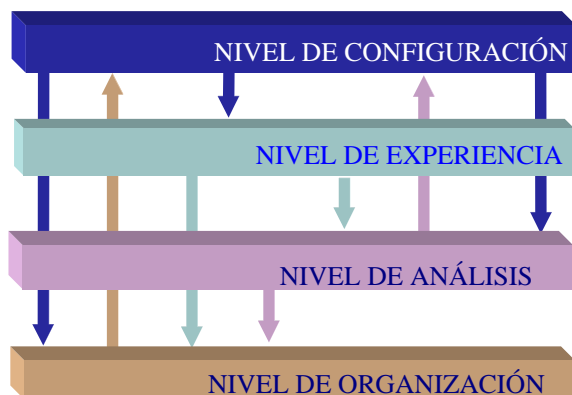 NIVEL DE CONFIGURACIÓN
NIVEL DE EXPERIENCIA
NIVEL DE ANÁLISIS
NIVEL DE ORGANIZACIÓN